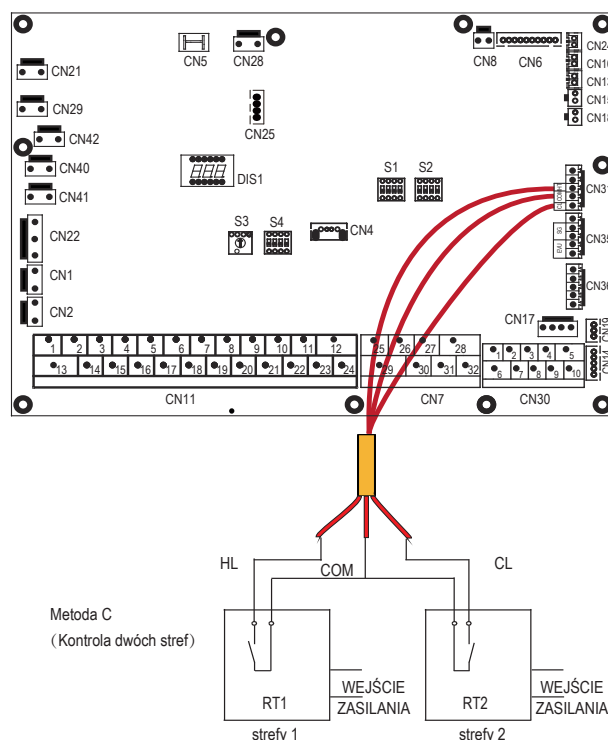 CN5
CN28
CN8
CN6
CN24
CN21
CN29
CN42
CN25
CN40
CN41
DIS1
S1
S2
CN31
CN22
S3
S4
CN4
SG
EVU
CN35
CN1
CN36
CN2
CN17
CN19
CN14
1 2 3 4 5 6 7 8 9 10 11 12
13 14 15 16 17 18 19 20 21 22 23 24
25 26 27 28
29 30 31 32
1 2 3 4 5
6 7 8 9 10
CN11
CN7
CN30
HL
COM
CL
Metoda C
(Kontrola dwóch stref)
RT1
WEJŚCIE
ZASILANIA
RT2
WEJŚCIE
ZASILANIA
strefy 1
strefy 2